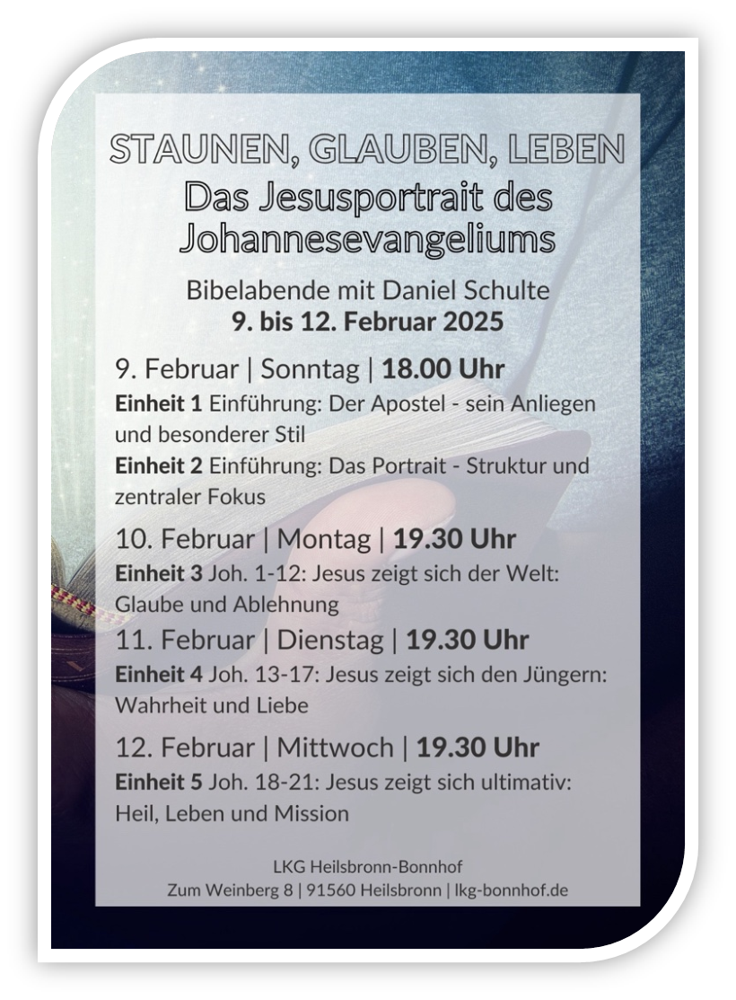 STAUNEN, GLAUBEN, LEBEN
Das Jesusportrait des
Johannesevangeliums
Bibelabende mit Daniel Schulte
9. bis 12. Februar 2025
9. Februar | Sonntag | 18.00 Uhr
Einheit 1 Einführung: Der Apostel - sein Anliegen
und besonderer Stil
Einheit 2 Einführung: Das Portrait - Struktur und
zentraler Fokus
10. Februar | Montag | 19.30 Uhr
Einheit 3 Joh. 1-12: Jesus zeigt sich der Welt:
Glaube und Ablehnung
11. Februar | Dienstag | 19.30 Uhr
Einheit 4 Joh. 13-17: Jesus zeigt sich den Jüngern:
Wahrheit und Liebe
12. Februar | Mittwoch | 19.30 Uhr
Einheit 5 Joh. 18-21: Jesus zeigt sich ultimativ:
Heil, Leben und Mission
LKG Heilsbronn-Bonnhof
Zum Weinberg 8 | 91560 Heilsbronn | lkg-bonnhof.de